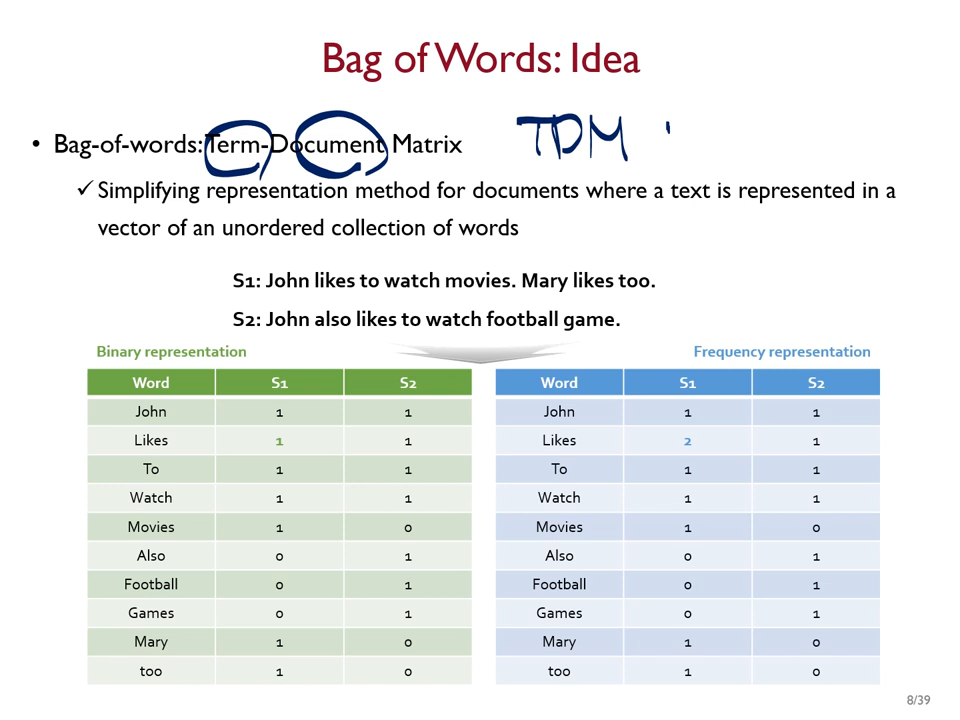 Bag of Words: Idea
• Bag-of-words: Term-Document Matrix TDM
✓ Simplifying representation method for documents where a text is represented in a
vector of an unordered collection of words
S1: John likes to watch movies. Mary likes too.
S2: John also likes to watch football game.
Binary representation
Word S1 S2
John 1 1
Likes 1 1
To 1 1
Watch 1 1
Movies 1 0
Also 0 1
Football 0 1
Games 0 1
Mary 1 0
too 1 0
Frequency representation
Word S1 S2
John 1 1
Likes 2 1
To 1 1
Watch 1 1
Movies 1 0
Also 0 1
Football 0 1
Games 0 1
Mary 1 0
too 1 0
8/39